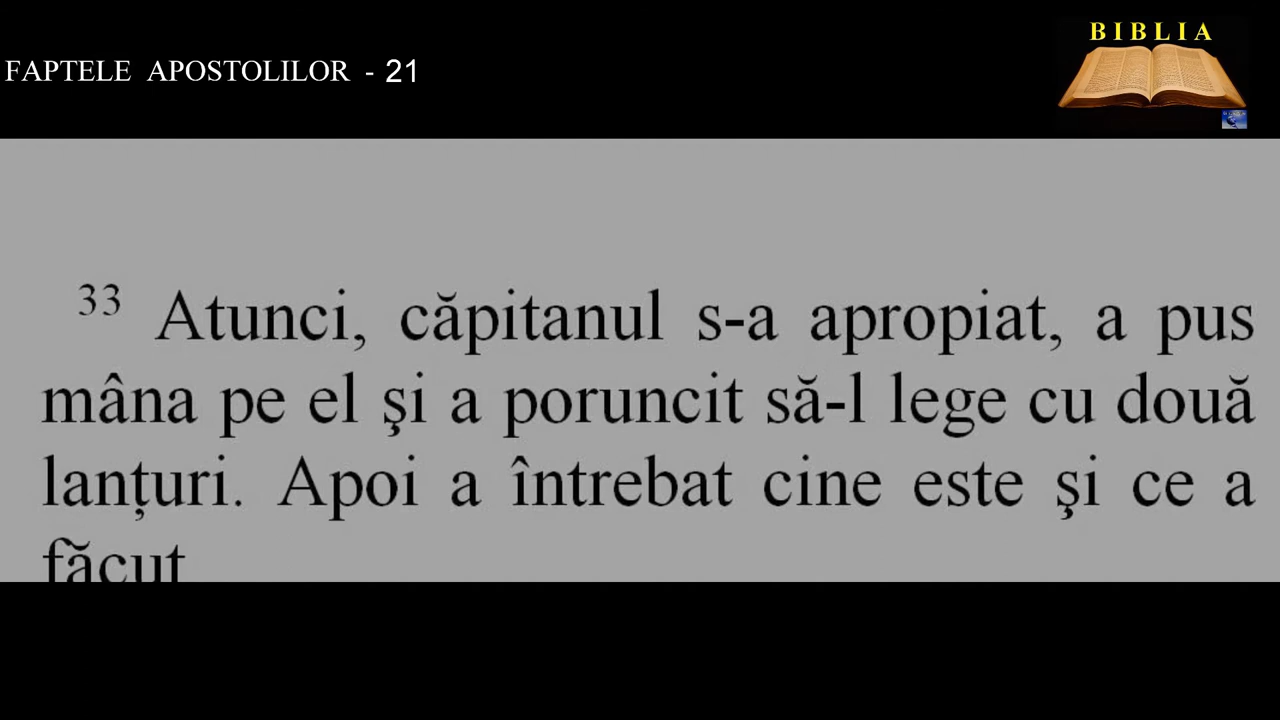 BIBLIA
FAPTELE APOSTOLILOR - 21
33 Atunci, căpitanul s-a apropiat, a pus
mâna pe el şi a poruncit să-l lege cu două
lanţuri. Apoi a întrebat cine este şi ce a
făcut